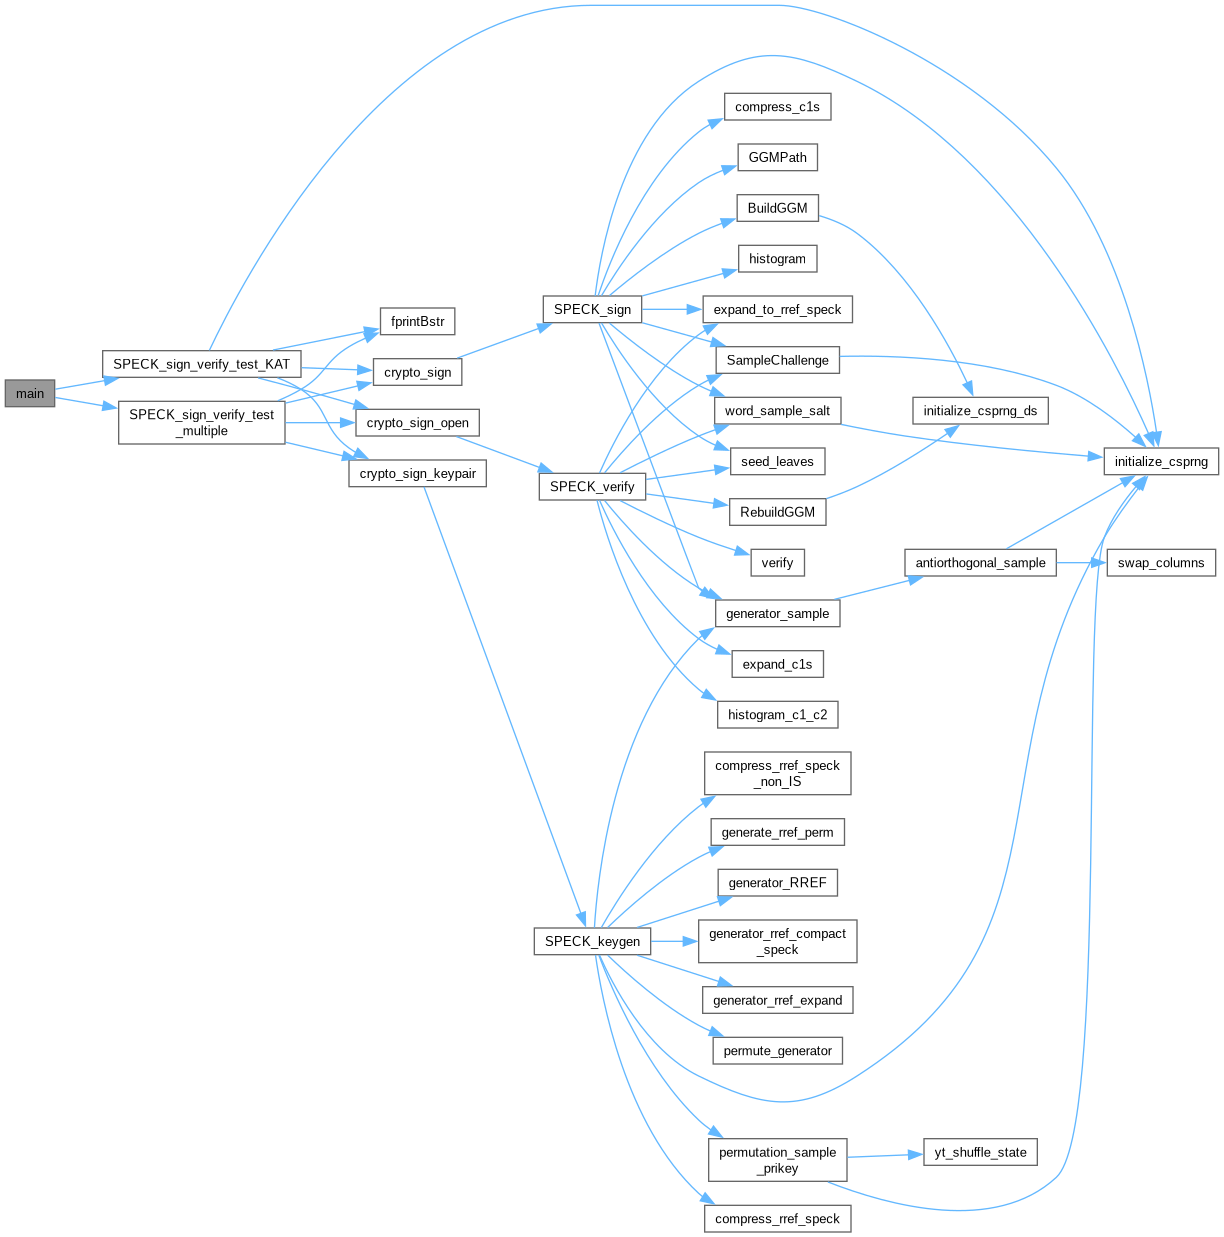 main
SPECK_sign_verify_test_KAT
SPECK_sign_verify_test
_multiple
fprintBstr
crypto_sign
crypto_sign_open
crypto_sign_keypair
SPECK_sign
SPECK_verify
SPECK_keygen
compress_c1s
GGMPath
BuildGGM
histogram
expand_to_rref_speck
SampleChallenge
word_sample_salt
seed_leaves
RebuildGGM
verify
generator_sample
expand_c1s
histogram_c1_c2
compress_rref_speck
_non_IS
generate_rref_perm
generator_RREF
generator_rref_compact
_speck
generator_rref_expand
permute_generator
permutation_sample
_prikey
compress_rref_speck
initialize_csprng_ds
antiorthogonal_sample
yt_shuffle_state
initialize_csprng
swap_columns